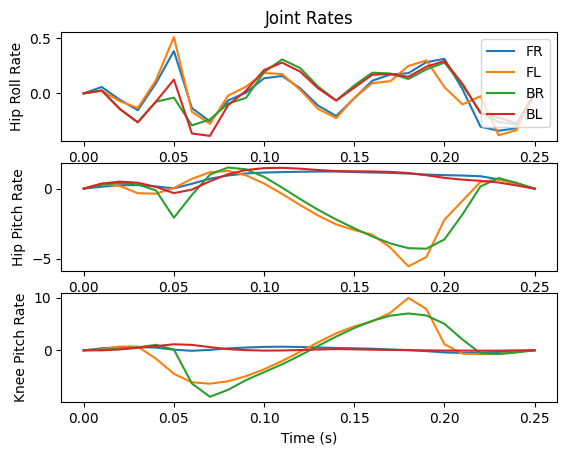 Joint Rates
Hip Roll Rate
0.5
0.0
FR
FL
BR
BL
0.00 0.05 0.10 0.15 0.20 0.25
Hip Pitch Rate
0
−5
0.00 0.05 0.10 0.15 0.20 0.25
Knee Pitch Rate
10
0
0.00 0.05 0.10 0.15 0.20 0.25
Time (s)